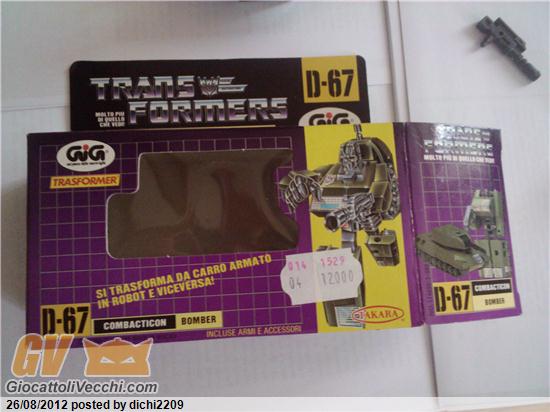 TRANS
FORMERS
MOLTO PIÙ
DI QUELLO
CHE VEDI!
D-67
GiG
GiG
TRASFORMER
TRANS
FORMERS
MOLTO PIÙ DI QUELLO CHE VEDI!
SI TRASFORMA DA CARRO ARMATO
IN ROBOT E VICEVERSA!
014 1529
04 12000
D-67
COMBACTICON BOMBER
INCLUSE ARMI E ACCESSORI
TAKARA
D-67
COMBACTICON
BOMBER
GV
GiocattoliVecchi.com
26/08/2012 posted by dichi2209